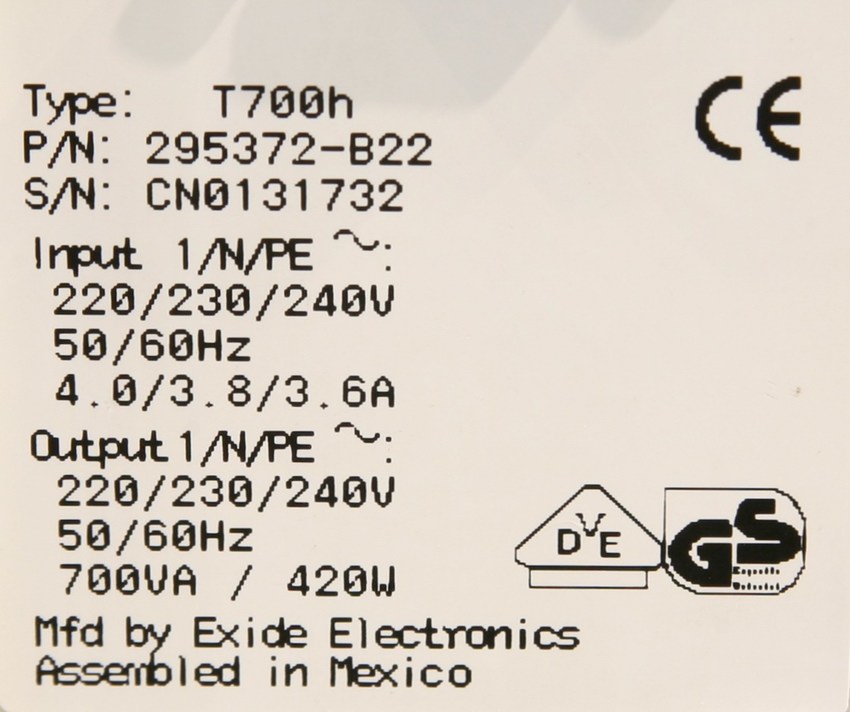 Type: T700h
CE
P/N: 295372-B22
S/N: CN0131732
Input 1/N/PE ~:
220/230/240V
50/60Hz
4.0/3.8/3.6A
Output 1/N/PE ~:
220/230/240V
50/60Hz
700VA / 420W
DVE
GS
Mfd by Exide Electronics
Assembled in Mexico